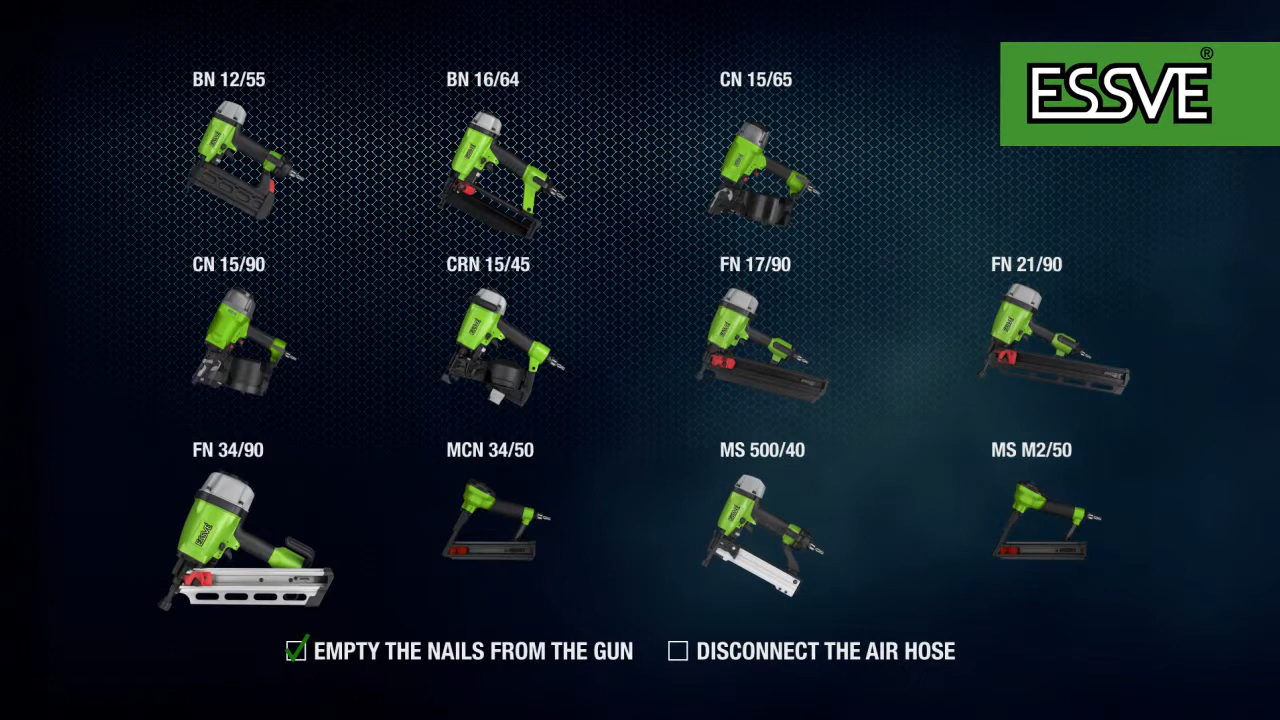 BN 12/55
BN 16/64
CN 15/65
ESSVE®
CN 15/90
CRN 15/45
FN 17/90
FN 21/90
FN 34/90
MCN 34/50
MS 500/40
MS M2/50
ESSVE
EMPTY THE NAILS FROM THE GUN
DISCONNECT THE AIR HOSE